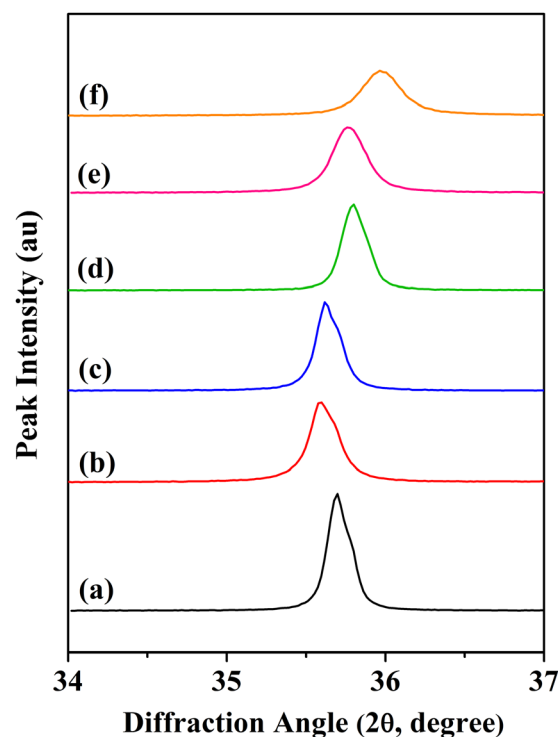 (f)
(e)
(d)
(c)
(b)
(a)
Peak Intensity (au)
34 35 36 37
Diffraction Angle (2θ, degree)